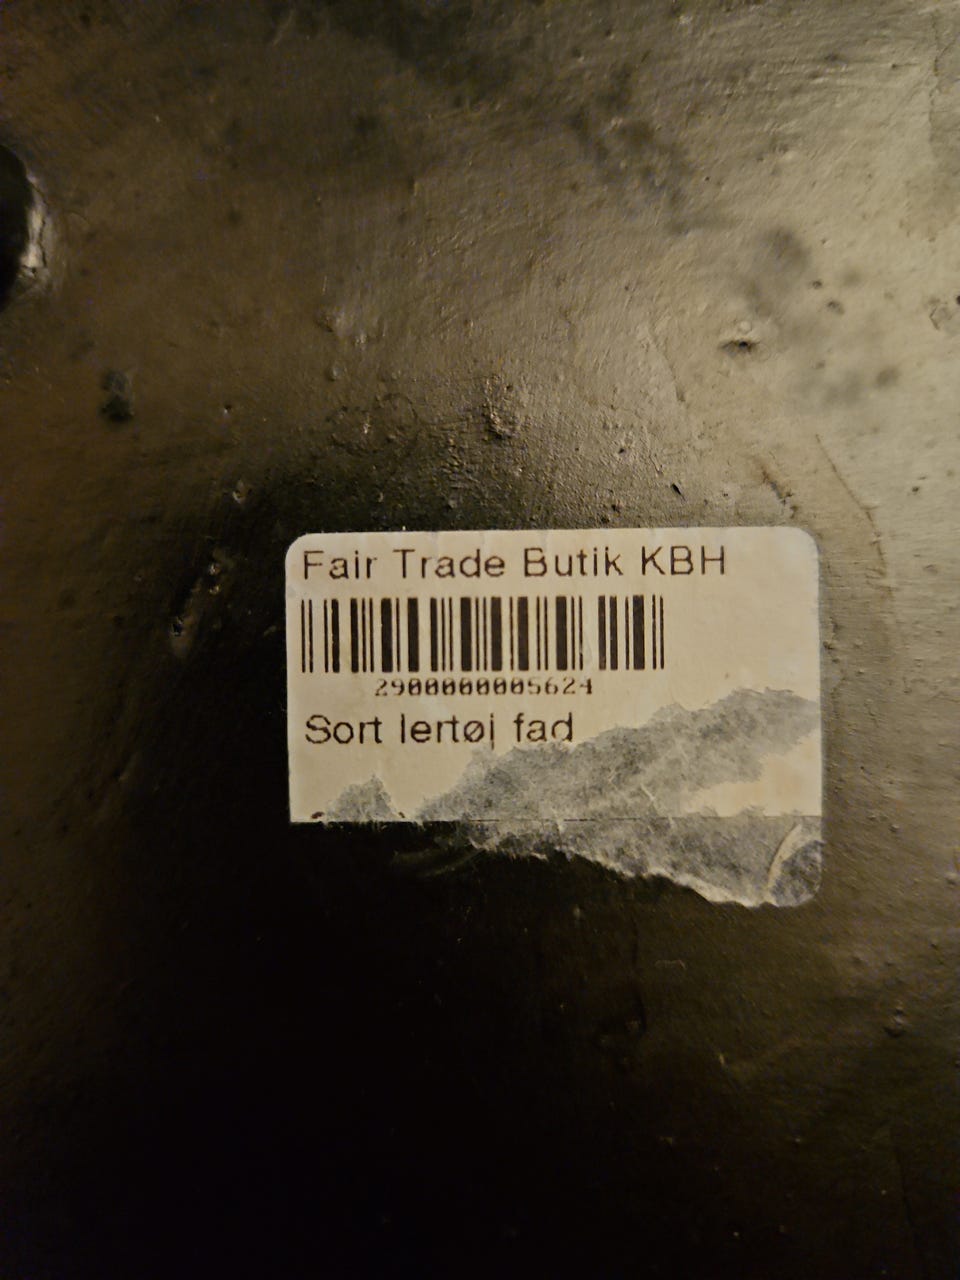 Fair Trade Butik KBH
2900000005624
Sort lertøj fad